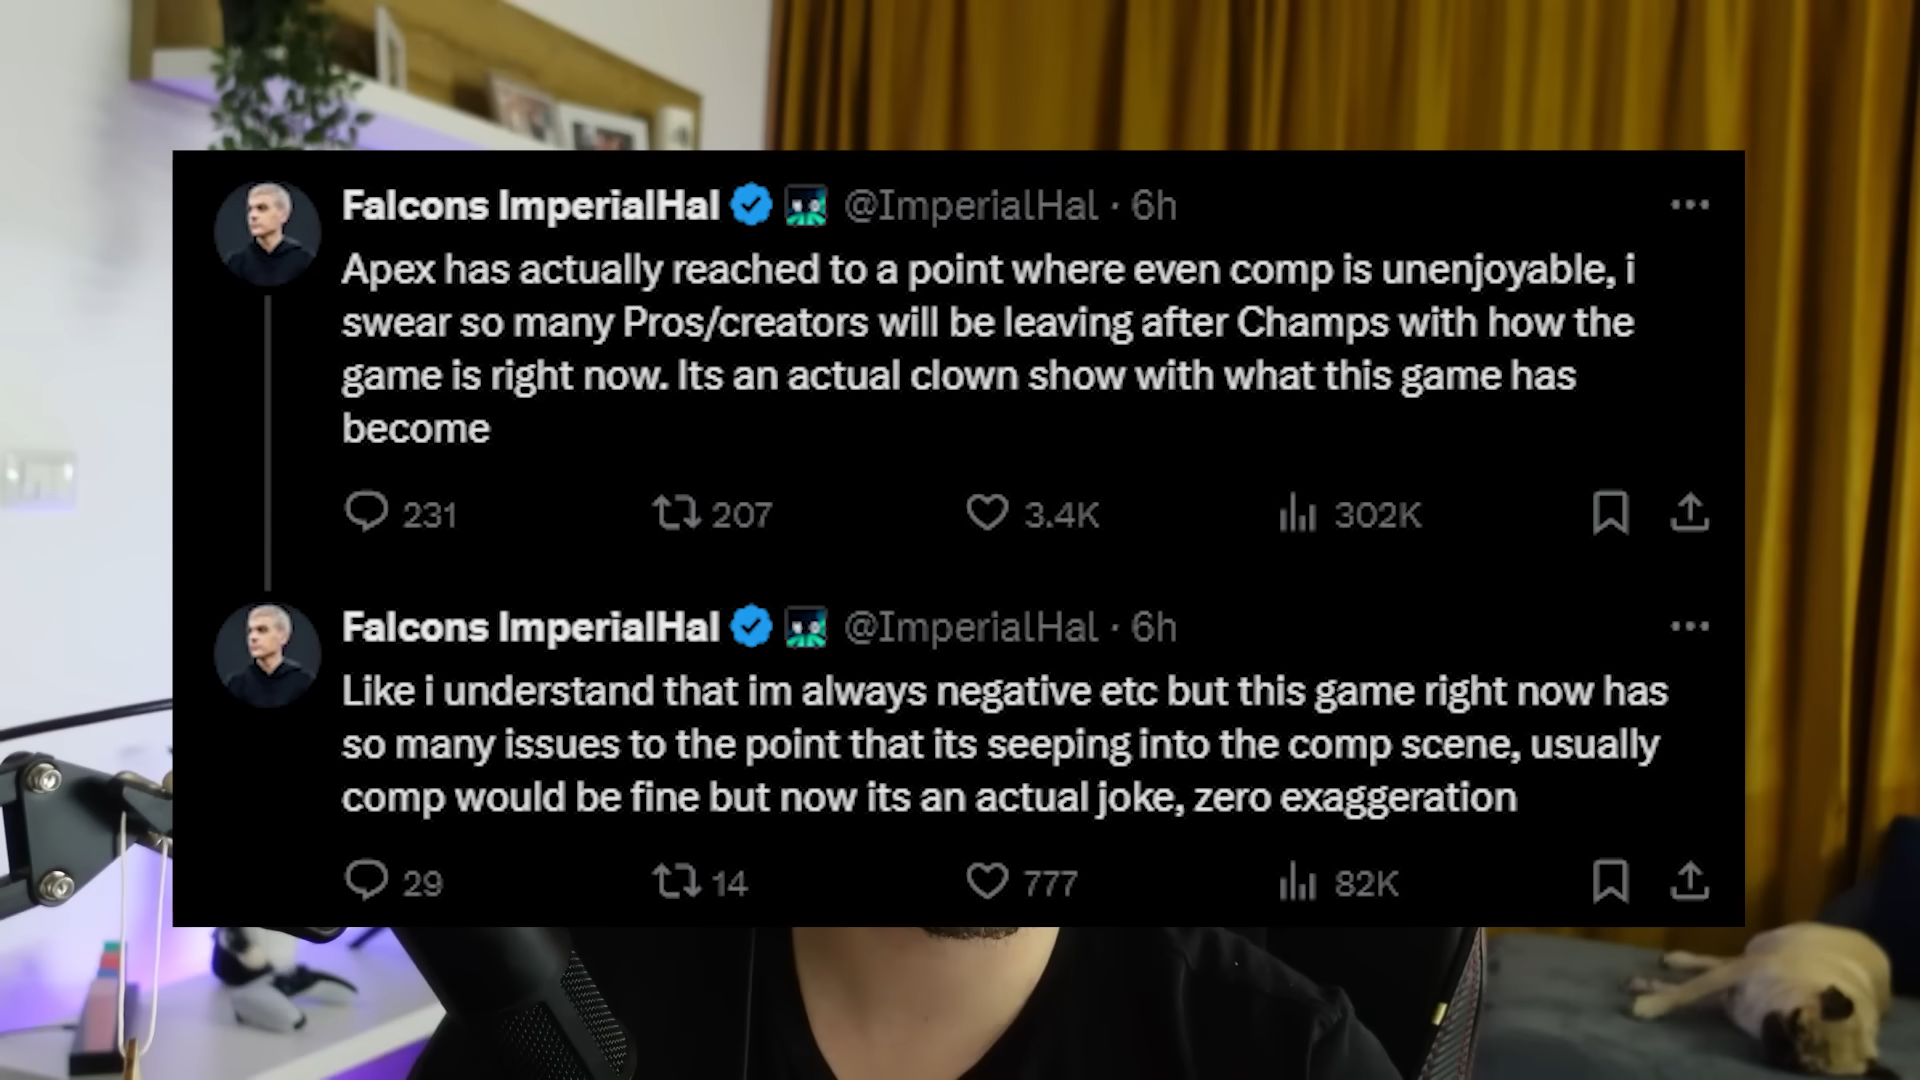 Falcons ImperialHal @ImperialHal · 6h
Apex has actually reached to a point where even comp is unenjoyable, i
swear so many Pros/creators will be leaving after Champs with how the
game is right now. Its an actual clown show with what this game has
become
231 207 3.4K 302K
Falcons ImperialHal @ImperialHal · 6h
Like i understand that im always negative etc but this game right now has
so many issues to the point that its seeping into the comp scene, usually
comp would be fine but now its an actual joke, zero exaggeration
29 14 777 82K